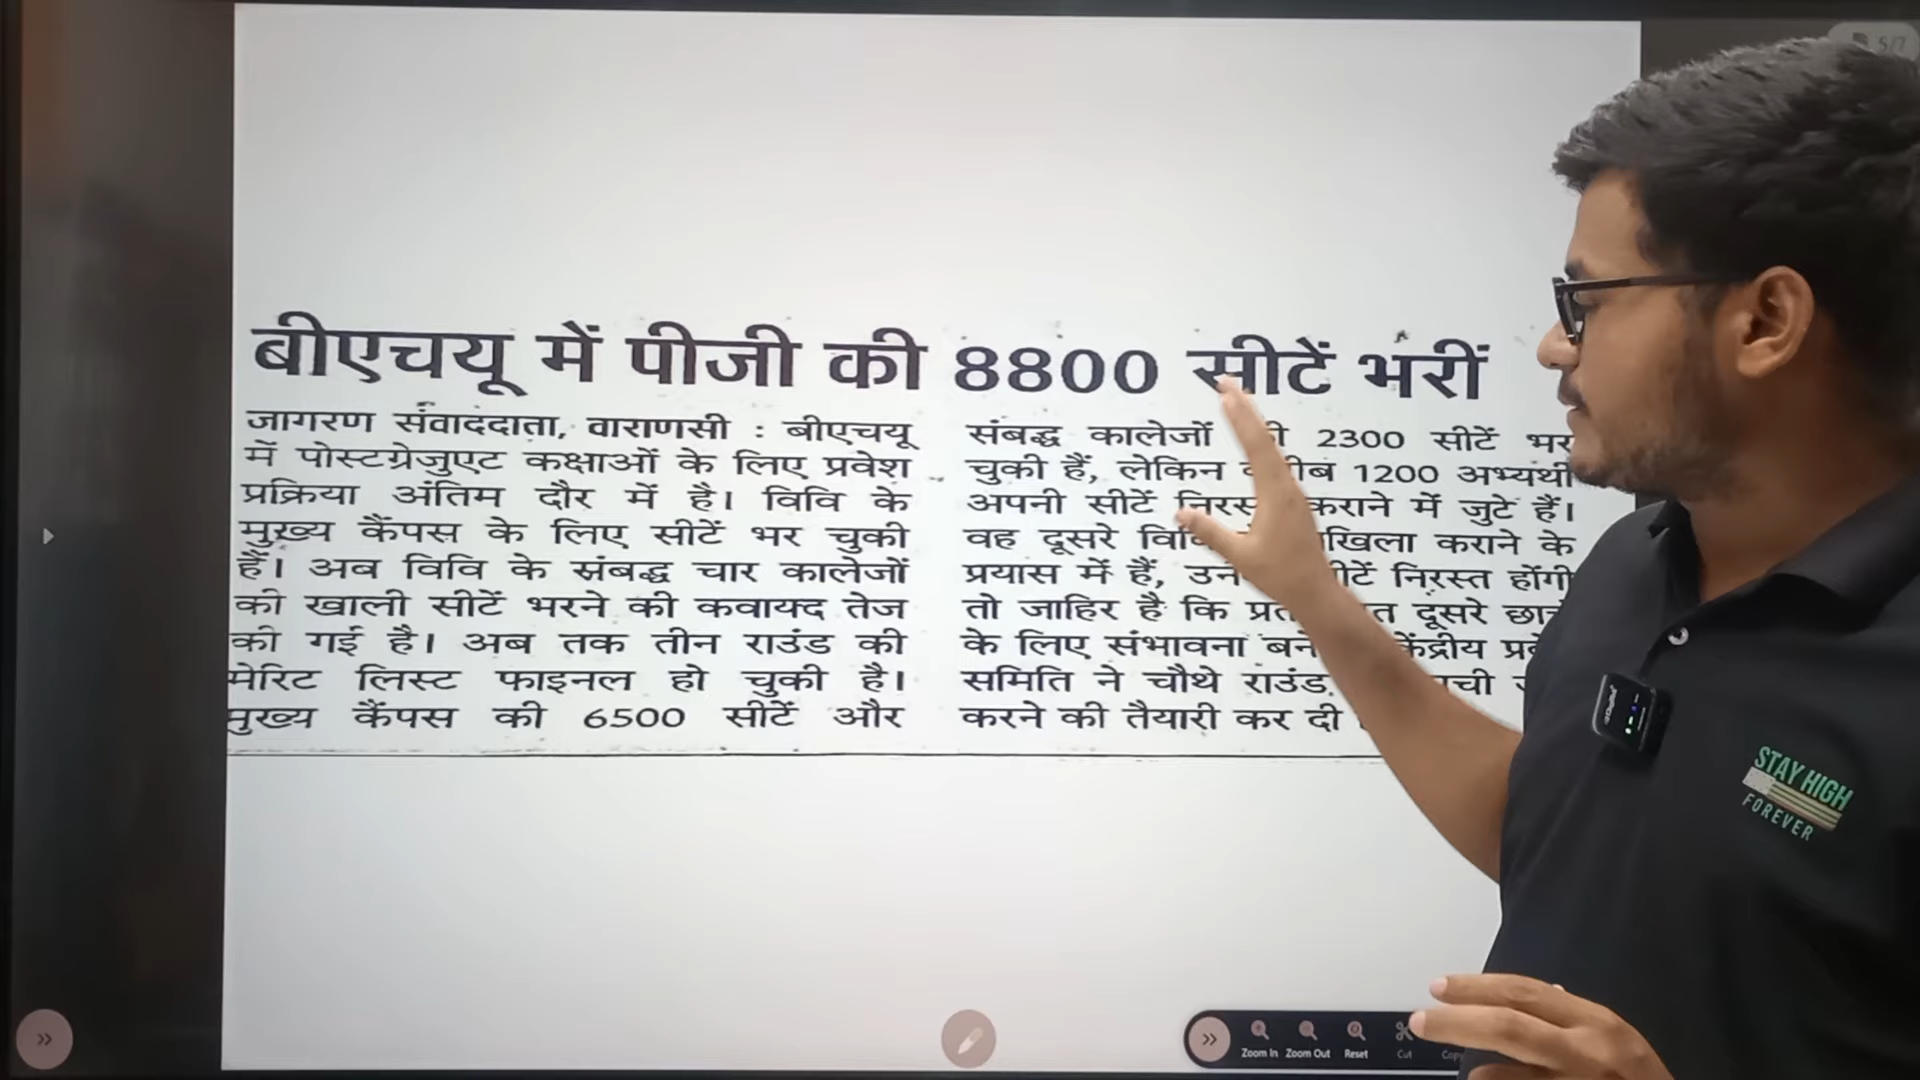 5/7
बीएचयू में पीजी की 8800 सीटें भरीं
जागरण संवाददाता, वाराणसी : बीएचयू
में पोस्टग्रेजुएट कक्षाओं के लिए प्रवेश
प्रक्रिया अंतिम दौर में है। विवि के
मुख्य कैंपस के लिए सीटें भर चुकी
हैं। अब विवि के संबद्ध चार कालेजों
की खाली सीटें भरने की कवायद तेज
की गई है। अब तक तीन राउंड की
मेरिट लिस्ट फाइनल हो चुकी है।
मुख्य कैंपस की 6500 सीटें और
संबद्ध कालेजों 2300 सीटें भर
चुकी हैं, लेकिन 1200 अभ्यर्थी
अपनी सीटें कराने में जुटे हैं।
वह दूसरे कराने के
प्रयास में हैं, निरस्त होंगी
तो जाहिर है कि दूसरे
के लिए संभावना केंद्रीय
समिति ने चौथे राउंड
करने की तैयारी कर दी
STAY HIGH
FOREVER
Zoom In Zoom Out Reset Cut